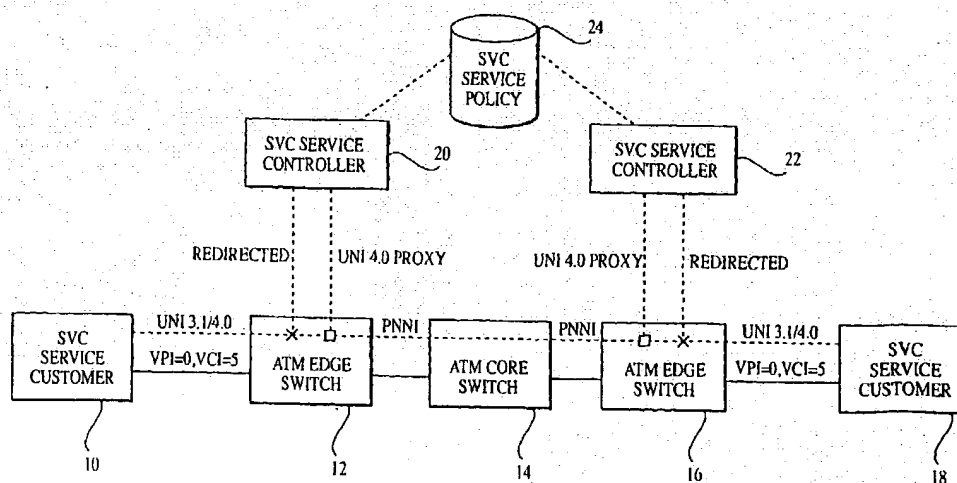 24
SVC
SERVICE
POLICY
SVC SERVICE
CONTROLLER
20
SVC SERVICE
CONTROLLER
22
REDIRECTED
UNI 4.0 PROXY
UNI 4.0 PROXY
REDIRECTED
SVC
SERVICE
CUSTOMER
UNI 3.1/4.0
VPI=0,VCI=5
ATM EDGE
SWITCH
PNNI
ATM CORE
SWITCH
PNNI
ATM EDGE
SWITCH
UNI 3.1/4.0
VPI=0,VCI=5
SVC
SERVICE
CUSTOMER
10
12
14
16
18